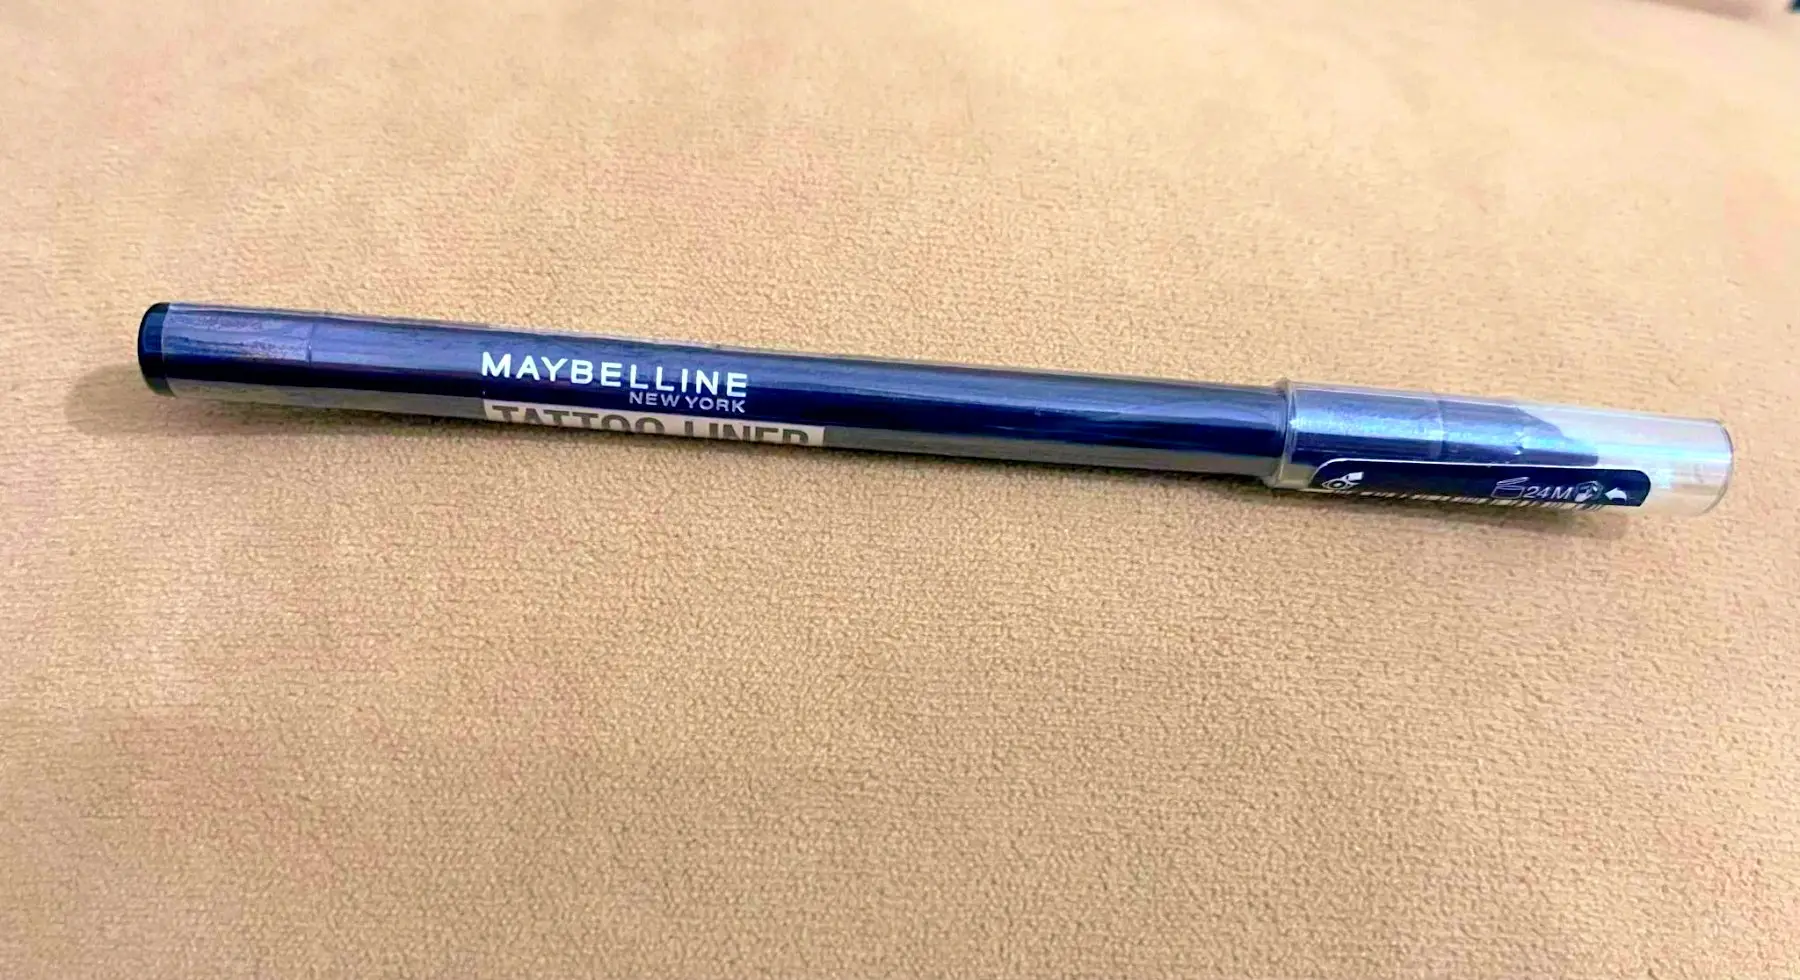 MAYBELLINE
NEW YORK
TATTOO LINER
24M